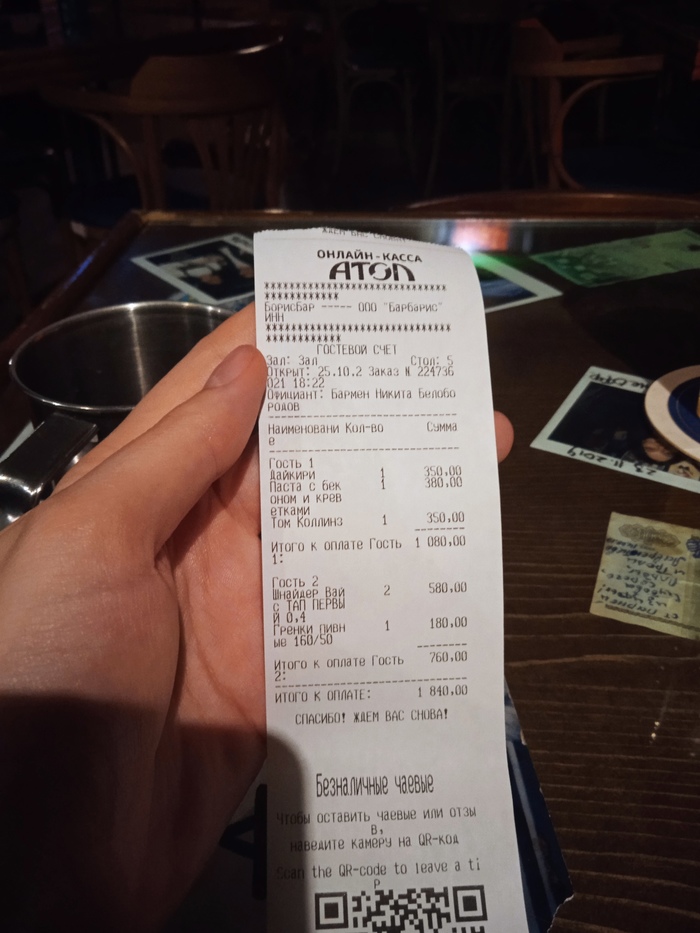 ОНЛАЙН-КАССА
АТОЛ
БорисБар ----- ООО "Барбарис"
ИНН
ГОСТЕВОЙ СЧЕТ
Зал: Зал Стол: 5
Открыт: 25.10.2 Заказ N 224736
021 18:22
Официант: Бармен Никита Белобо
родов
Наименовани Кол-во Сумма
е
Гость 1
Дайкири 1 350,00
Паста с бек 1 380,00
оном и крев
етками
Том Коллинз 1 350,00
Итого к оплате Гость 1 080,00
1:
Гость 2
Шнайдер Вай 2 580,00
с ТАП ПЕРВЫ
Й 0,4
Гренки пивн 1 180,00
ые 160/50
Итого к оплате Гость 760,00
2:
ИТОГО К ОПЛАТЕ: 1 840,00
СПАСИБО! ЖДЕМ ВАС СНОВА!
Безналичные чаевые
Чтобы оставить чаевые или отзы
в,
наведите камеру на QR-код
Scan the QR-code to leave a ti
p
23.11.2019